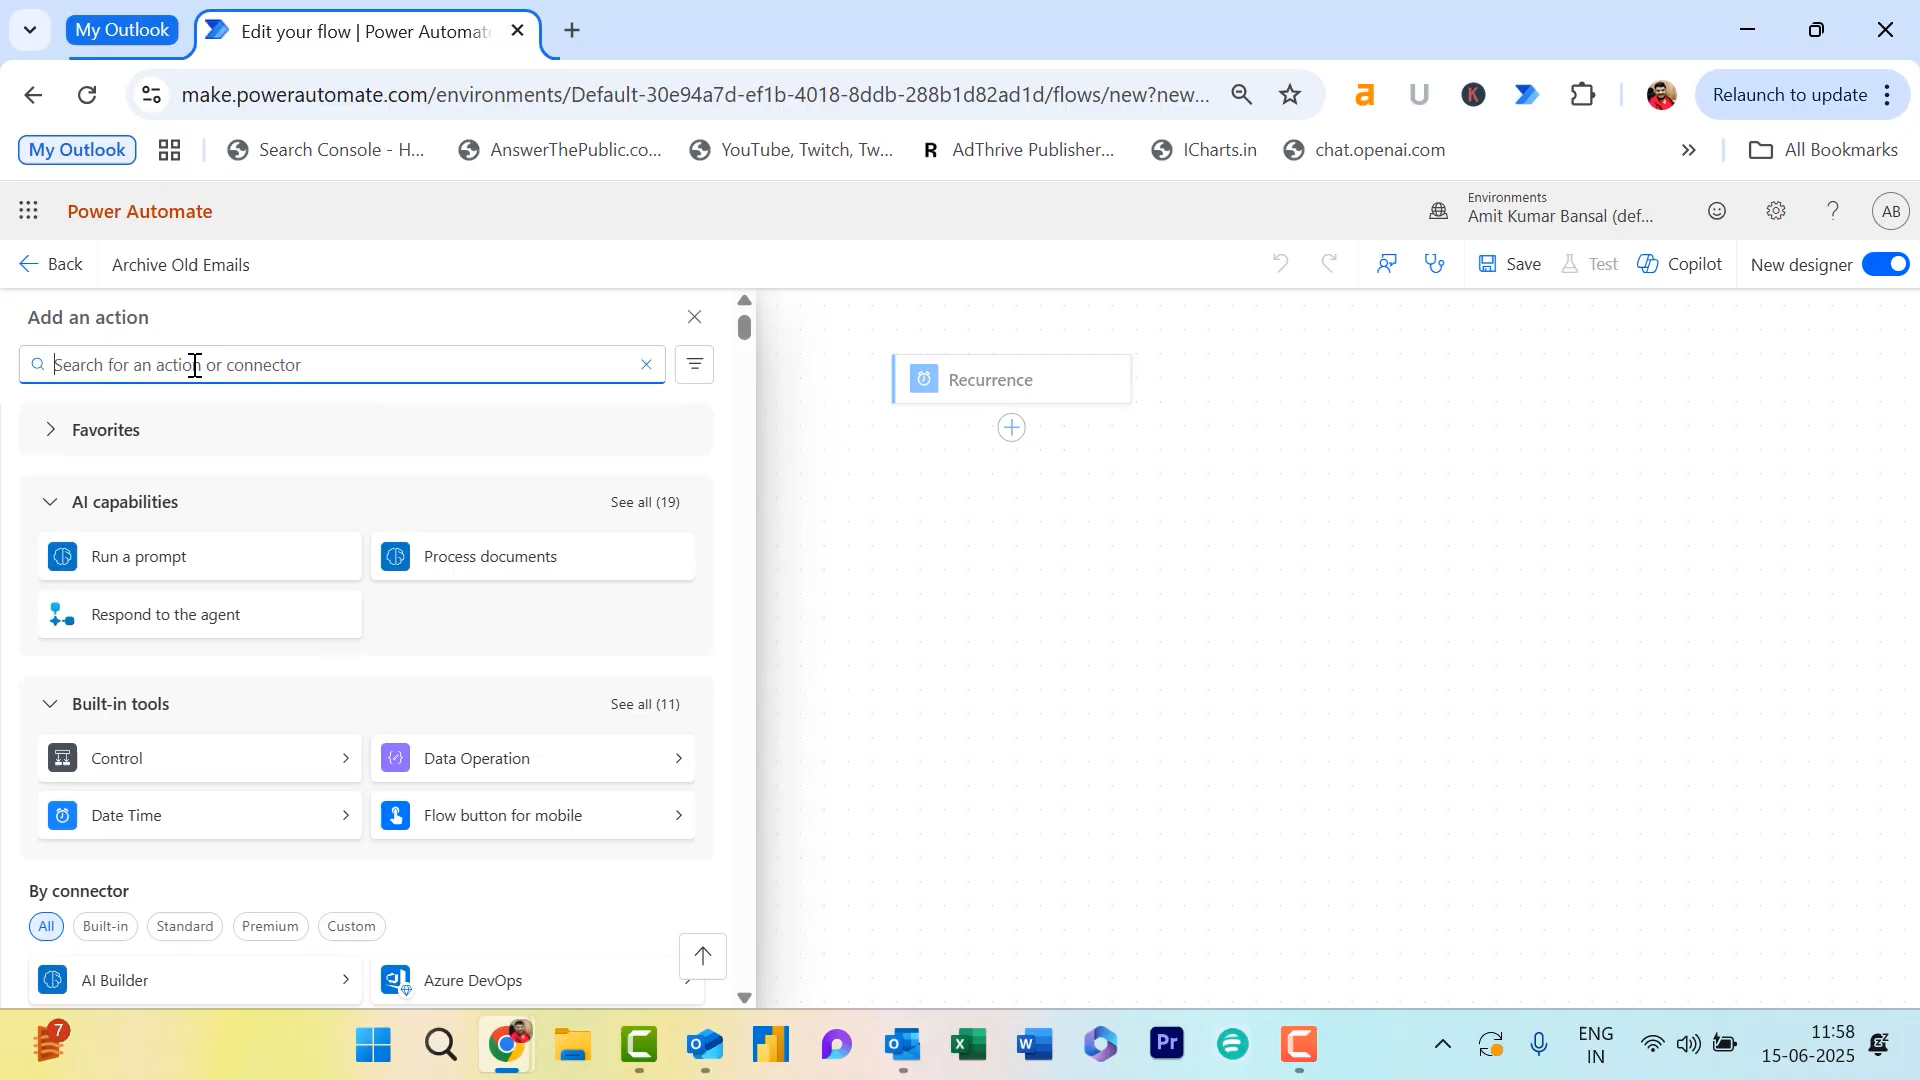 My Outlook
Edit your flow | Power Automat
make.powerautomate.com/environments/Default-30e94a7d-ef1b-4018-8ddb-288b1d82ad1d/flows/new?new...
Relaunch to update
My Outlook
Search Console - H...
AnswerThePublic.co...
YouTube, Twitch, Tw...
AdThrive Publisher...
ICharts.in
chat.openai.com
All Bookmarks
Power Automate
Environments
Amit Kumar Bansal (def...
AB
Back
Archive Old Emails
Save
Test
Copilot
New designer
Add an action
Search for an action or connector
Recurrence
Favorites
AI capabilities
See all (19)
Run a prompt
Process documents
Respond to the agent
Built-in tools
See all (11)
Control
Data Operation
Date Time
Flow button for mobile
By connector
All
Built-in
Standard
Premium
Custom
AI Builder
Azure DevOps
7
ENG
IN
11:58
15-06-2025